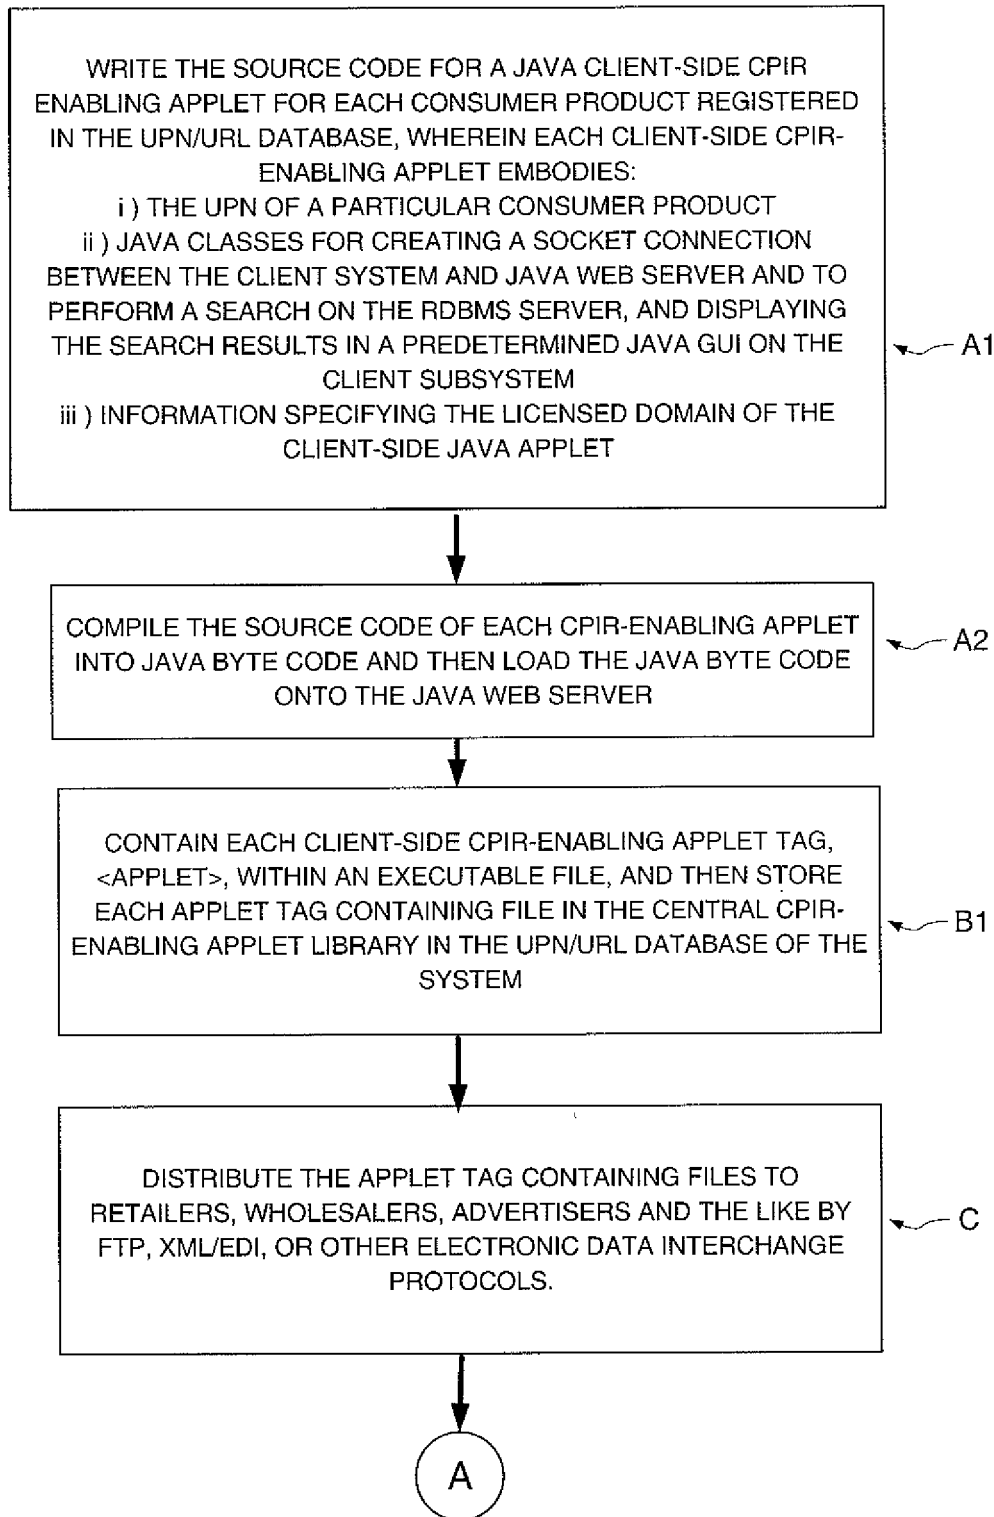 WRITE THE SOURCE CODE FOR A JAVA CLIENT-SIDE CPIR
ENABLING APPLET FOR EACH CONSUMER PRODUCT REGISTERED
IN THE UPN/URL DATABASE, WHEREIN EACH CLIENT-SIDE CPIR-
ENABLING APPLET EMBODIES:
i ) THE UPN OF A PARTICULAR CONSUMER PRODUCT
ii ) JAVA CLASSES FOR CREATING A SOCKET CONNECTION
BETWEEN THE CLIENT SYSTEM AND JAVA WEB SERVER AND TO
PERFORM A SEARCH ON THE RDBMS SERVER, AND DISPLAYING
THE SEARCH RESULTS IN A PREDETERMINED JAVA GUI ON THE
CLIENT SUBSYSTEM
iii ) INFORMATION SPECIFYING THE LICENSED DOMAIN OF THE
CLIENT-SIDE JAVA APPLET
A1
COMPILE THE SOURCE CODE OF EACH CPIR-ENABLING APPLET
INTO JAVA BYTE CODE AND THEN LOAD THE JAVA BYTE CODE
ONTO THE JAVA WEB SERVER
A2
CONTAIN EACH CLIENT-SIDE CPIR-ENABLING APPLET TAG,
<APPLET>, WITHIN AN EXECUTABLE FILE, AND THEN STORE
EACH APPLET TAG CONTAINING FILE IN THE CENTRAL CPIR-
ENABLING APPLET LIBRARY IN THE UPN/URL DATABASE OF THE
SYSTEM
B1
DISTRIBUTE THE APPLET TAG CONTAINING FILES TO
RETAILERS, WHOLESALERS, ADVERTISERS AND THE LIKE BY
FTP, XML/EDI, OR OTHER ELECTRONIC DATA INTERCHANGE
PROTOCOLS.
C
A